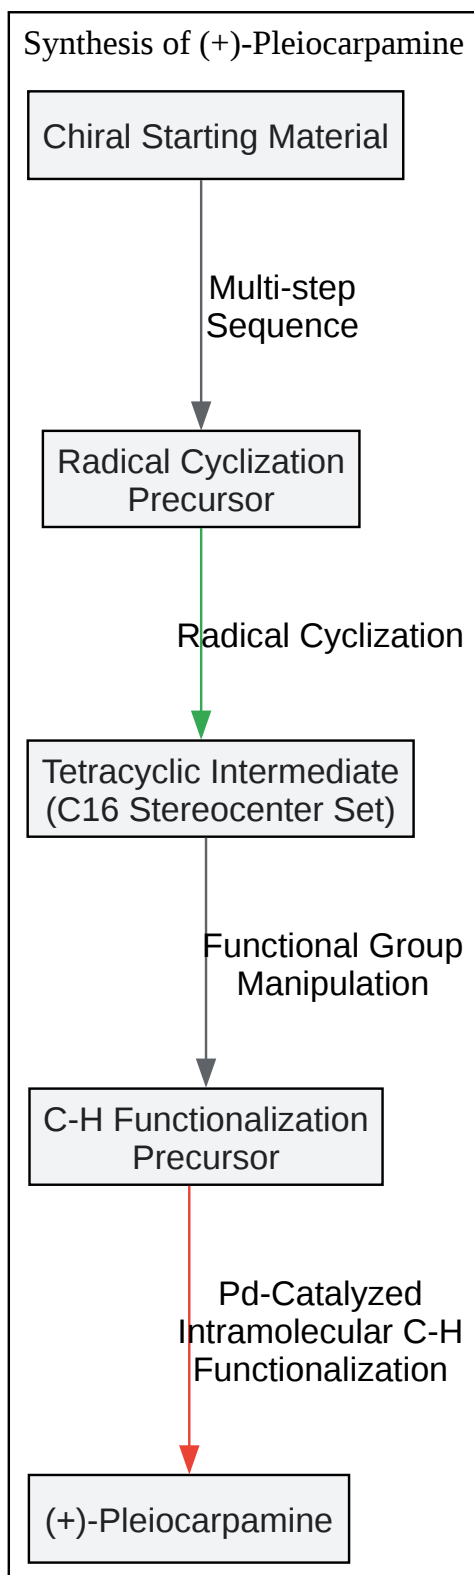 Synthesis of (+)-Pleiocarpamine
Chiral Starting Material
Multi-step
Sequence
Radical Cyclization
Precursor
Radical Cyclization
Tetracyclic Intermediate
(C16 Stereocenter Set)
Functional Group
Manipulation
C-H Functionalization
Precursor
Pd-Catalyzed
Intramolecular C-H
Functionalization
(+)-Pleiocarpamine